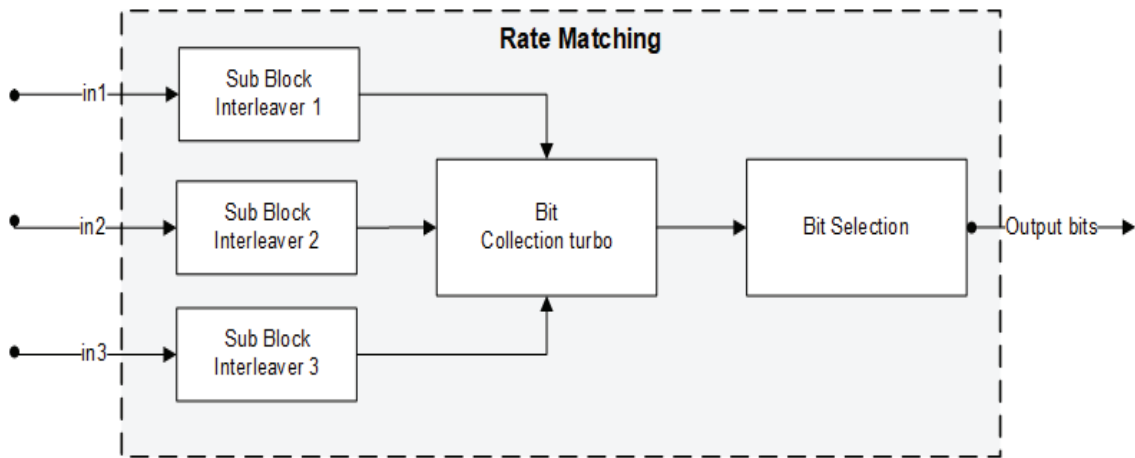 Rate Matching
in1
Sub Block
Interleaver 1
in2
Sub Block
Interleaver 2
Bit
Collection turbo
Bit Selection
Output bits
in3
Sub Block
Interleaver 3